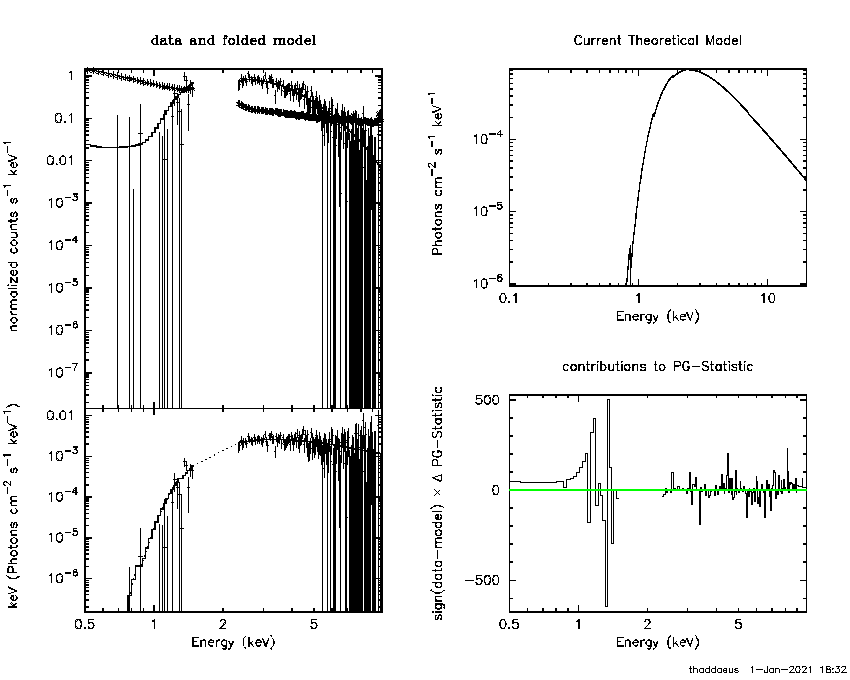 data and folded model
normalized counts s⁻¹ keV⁻¹
1
0.1
0.01
10⁻³
10⁻⁴
10⁻⁵
10⁻⁶
10⁻⁷
keV (Photons cm⁻² s⁻¹ keV⁻¹)
0.01
10⁻³
10⁻⁴
10⁻⁵
10⁻⁶
0.5 1 2 5
Energy (keV)
Current Theoretical Model
Photons cm⁻² s⁻¹ keV⁻¹
10⁻⁴
10⁻⁵
10⁻⁶
0.1 1 10
Energy (keV)
contributions to PG-Statistic
sign(data-model) × Δ PG-Statistic
500
0
-500
0.5 1 2 5
Energy (keV)
thaddaeus 1-Jan-2021 18:32